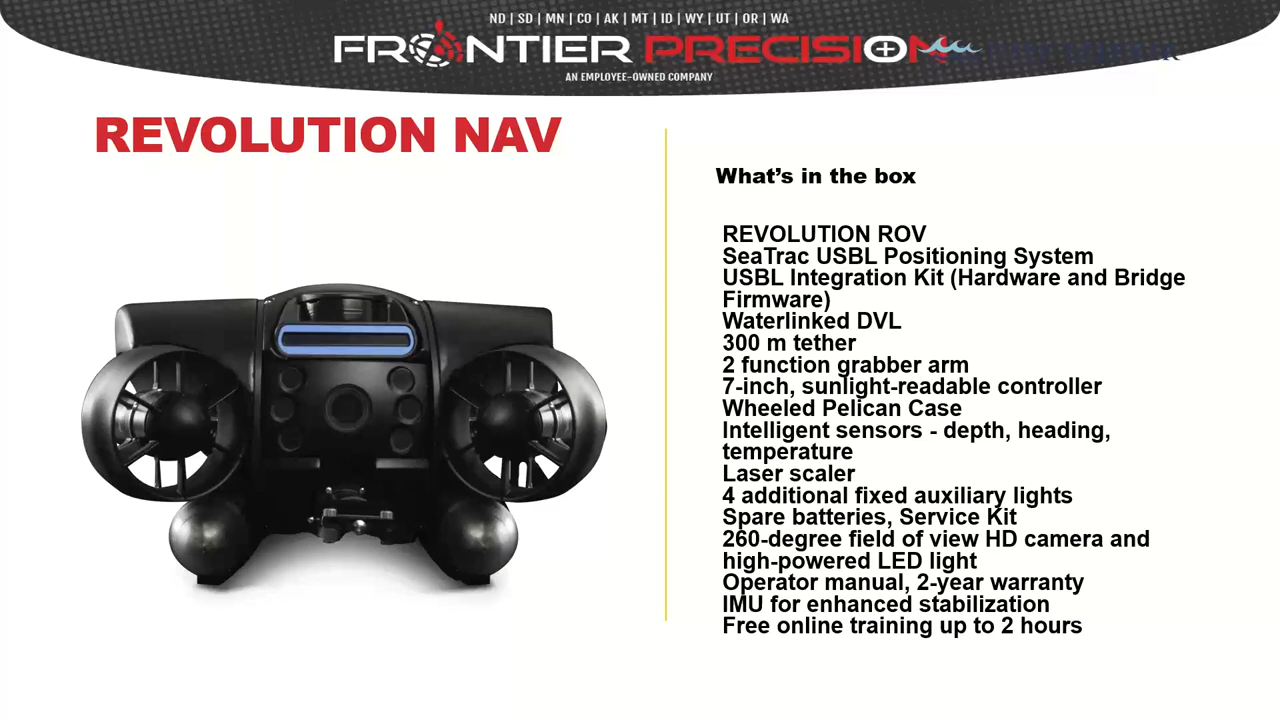 ND | SD | MN | CO | AK | MT | ID | WY | UT | OR | WA
FRONTIER PRECISION
AN EMPLOYEE-OWNED COMPANY
REVOLUTION NAV
What's in the box
REVOLUTION ROV
SeaTrac USBL Positioning System
USBL Integration Kit (Hardware and Bridge
Firmware)
Waterlinked DVL
300 m tether
2 function grabber arm
7-inch, sunlight-readable controller
Wheeled Pelican Case
Intelligent sensors - depth, heading,
temperature
Laser scaler
4 additional fixed auxiliary lights
Spare batteries, Service Kit
260-degree field of view HD camera and
high-powered LED light
Operator manual, 2-year warranty
IMU for enhanced stabilization
Free online training up to 2 hours